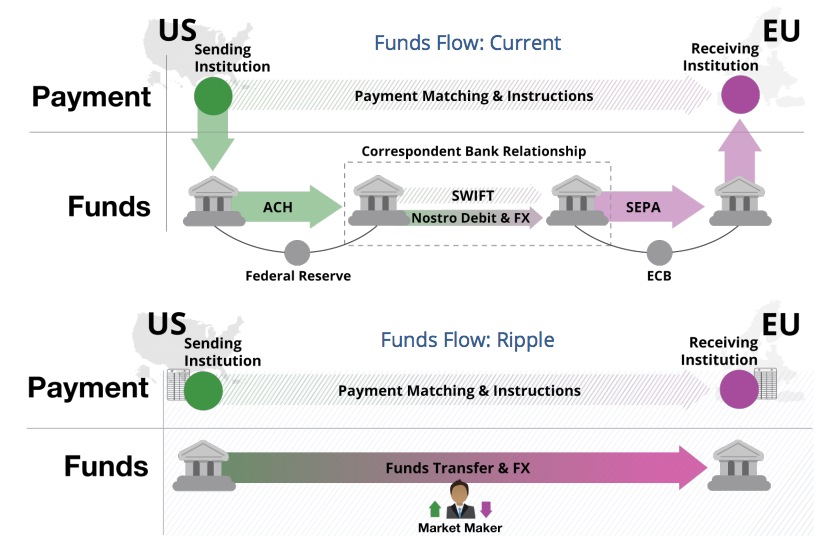 US
EU
Funds Flow: Current
Sending
Institution
Receiving
Institution
Payment
Payment Matching & Instructions
Correspondent Bank Relationship
Funds
ACH
SWIFT
Nostro Debit & FX
SEPA
Federal Reserve
ECB
US
EU
Funds Flow: Ripple
Sending
Institution
Receiving
Institution
Payment
Payment Matching & Instructions
Funds
Funds Transfer & FX
Market Maker